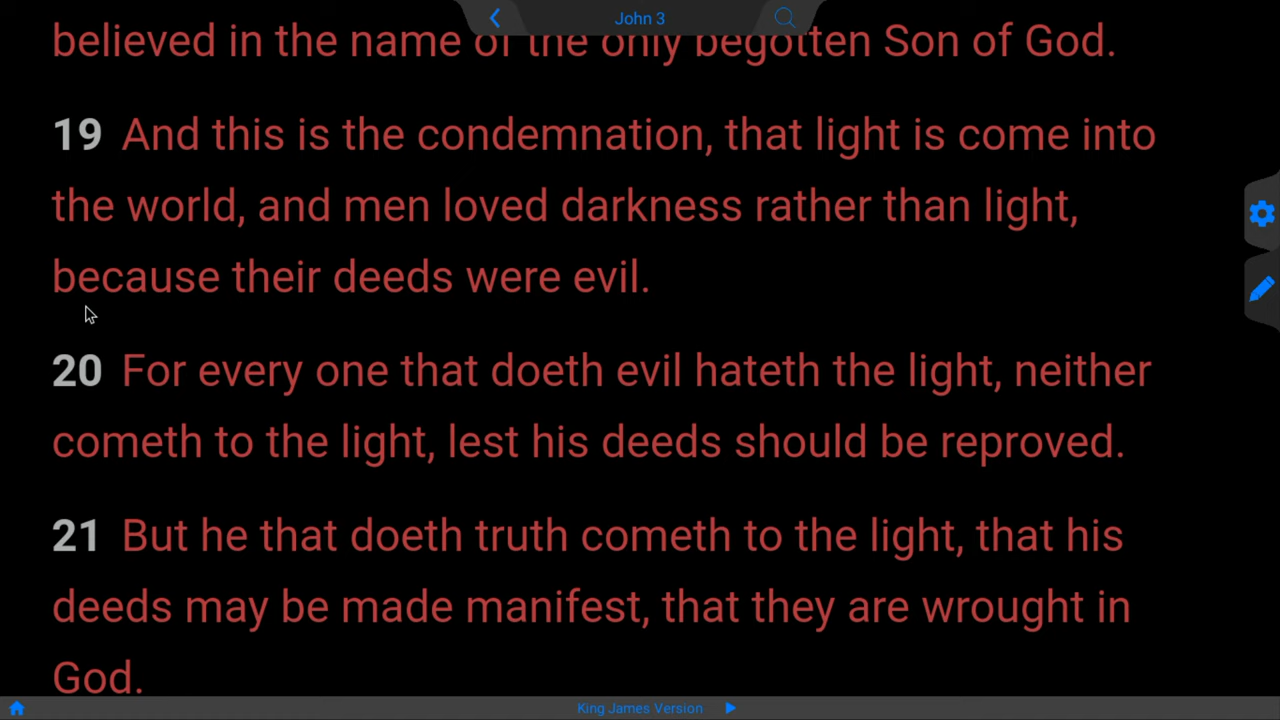 John 3
believed in the name of the only begotten Son of God.
19 And this is the condemnation, that light is come into
the world, and men loved darkness rather than light,
because their deeds were evil.
20 For every one that doeth evil hateth the light, neither
cometh to the light, lest his deeds should be reproved.
21 But he that doeth truth cometh to the light, that his
deeds may be made manifest, that they are wrought in
God.
King James Version